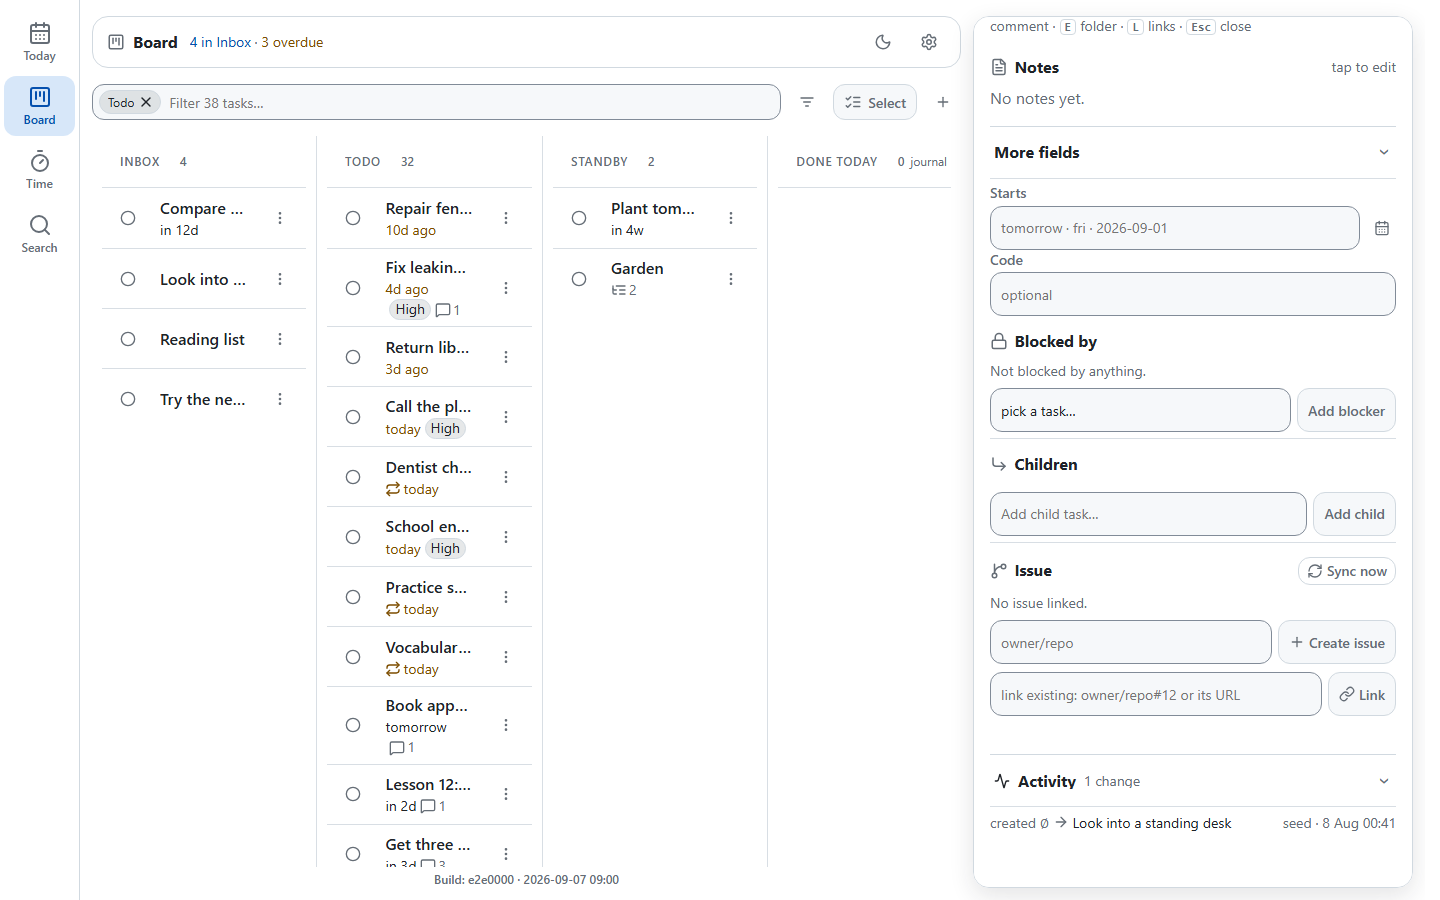 Today
Board
Time
Search
Board
4 in Inbox · 3 overdue
Todo
Filter 38 tasks...
Select
INBOX 4
Compare ...
in 12d
Look into ...
Reading list
Try the ne...
TODO 32
Repair fen...
10d ago
Fix leakin...
4d ago
High 1
Return lib...
3d ago
Call the pl...
today High
Dentist ch...
today
School en...
today High
Practice s...
today
Vocabular...
today
Book app...
tomorrow
1
Lesson 12:...
in 2d 1
Get three ...
in 3d 3
STANDBY 2
Plant tom...
in 4w
Garden
2
DONE TODAY 0 journal
Build: e2e0000 · 2026-09-07 09:00
comment · E folder · L links · Esc close
Notes tap to edit
No notes yet.
More fields
Starts
tomorrow · fri · 2026-09-01
Code
optional
Blocked by
Not blocked by anything.
pick a task... Add blocker
Children
Add child task... Add child
Issue Sync now
No issue linked.
owner/repo Create issue
link existing: owner/repo#12 or its URL Link
Activity 1 change
created Ø → Look into a standing desk seed · 8 Aug 00:41